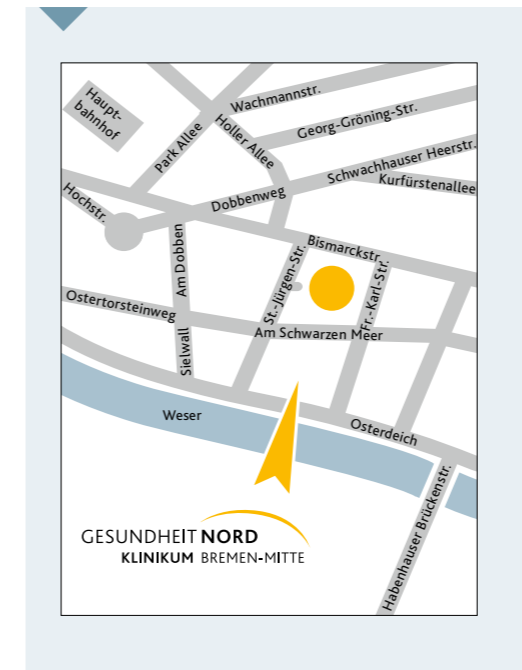 Haupt-
bahnhof
Wachmannstr.
Georg-Gröning-Str.
Holler Allee
Park Allee
Schwachhauser Heerstr.
Kurfürstenallee
Hochstr.
Dobbenweg
Am Dobben
Bismarckstr.
St.-Jürgen-Str.
Fr.-Karl-Str.
Ostertorsteinweg
Am Schwarzen Meer
Sielwall
Weser
Osterdeich
Habenhauser Brückenstr.
GESUNDHEIT NORD
KLINIKUM BREMEN-MITTE